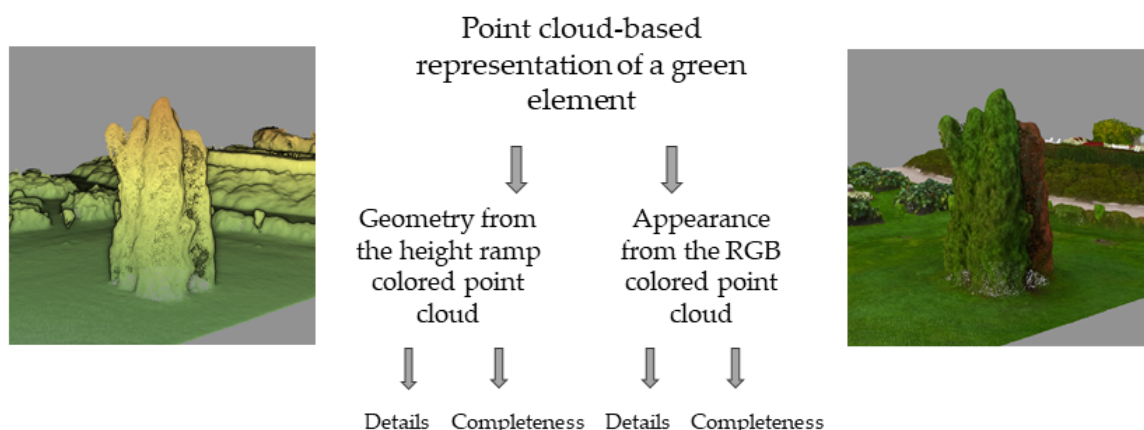 Point cloud-based
representation of a green
element
Geometry from
the height ramp
colored point
cloud
Appearance
from the RGB
colored point
cloud
Details Completeness Details Completeness